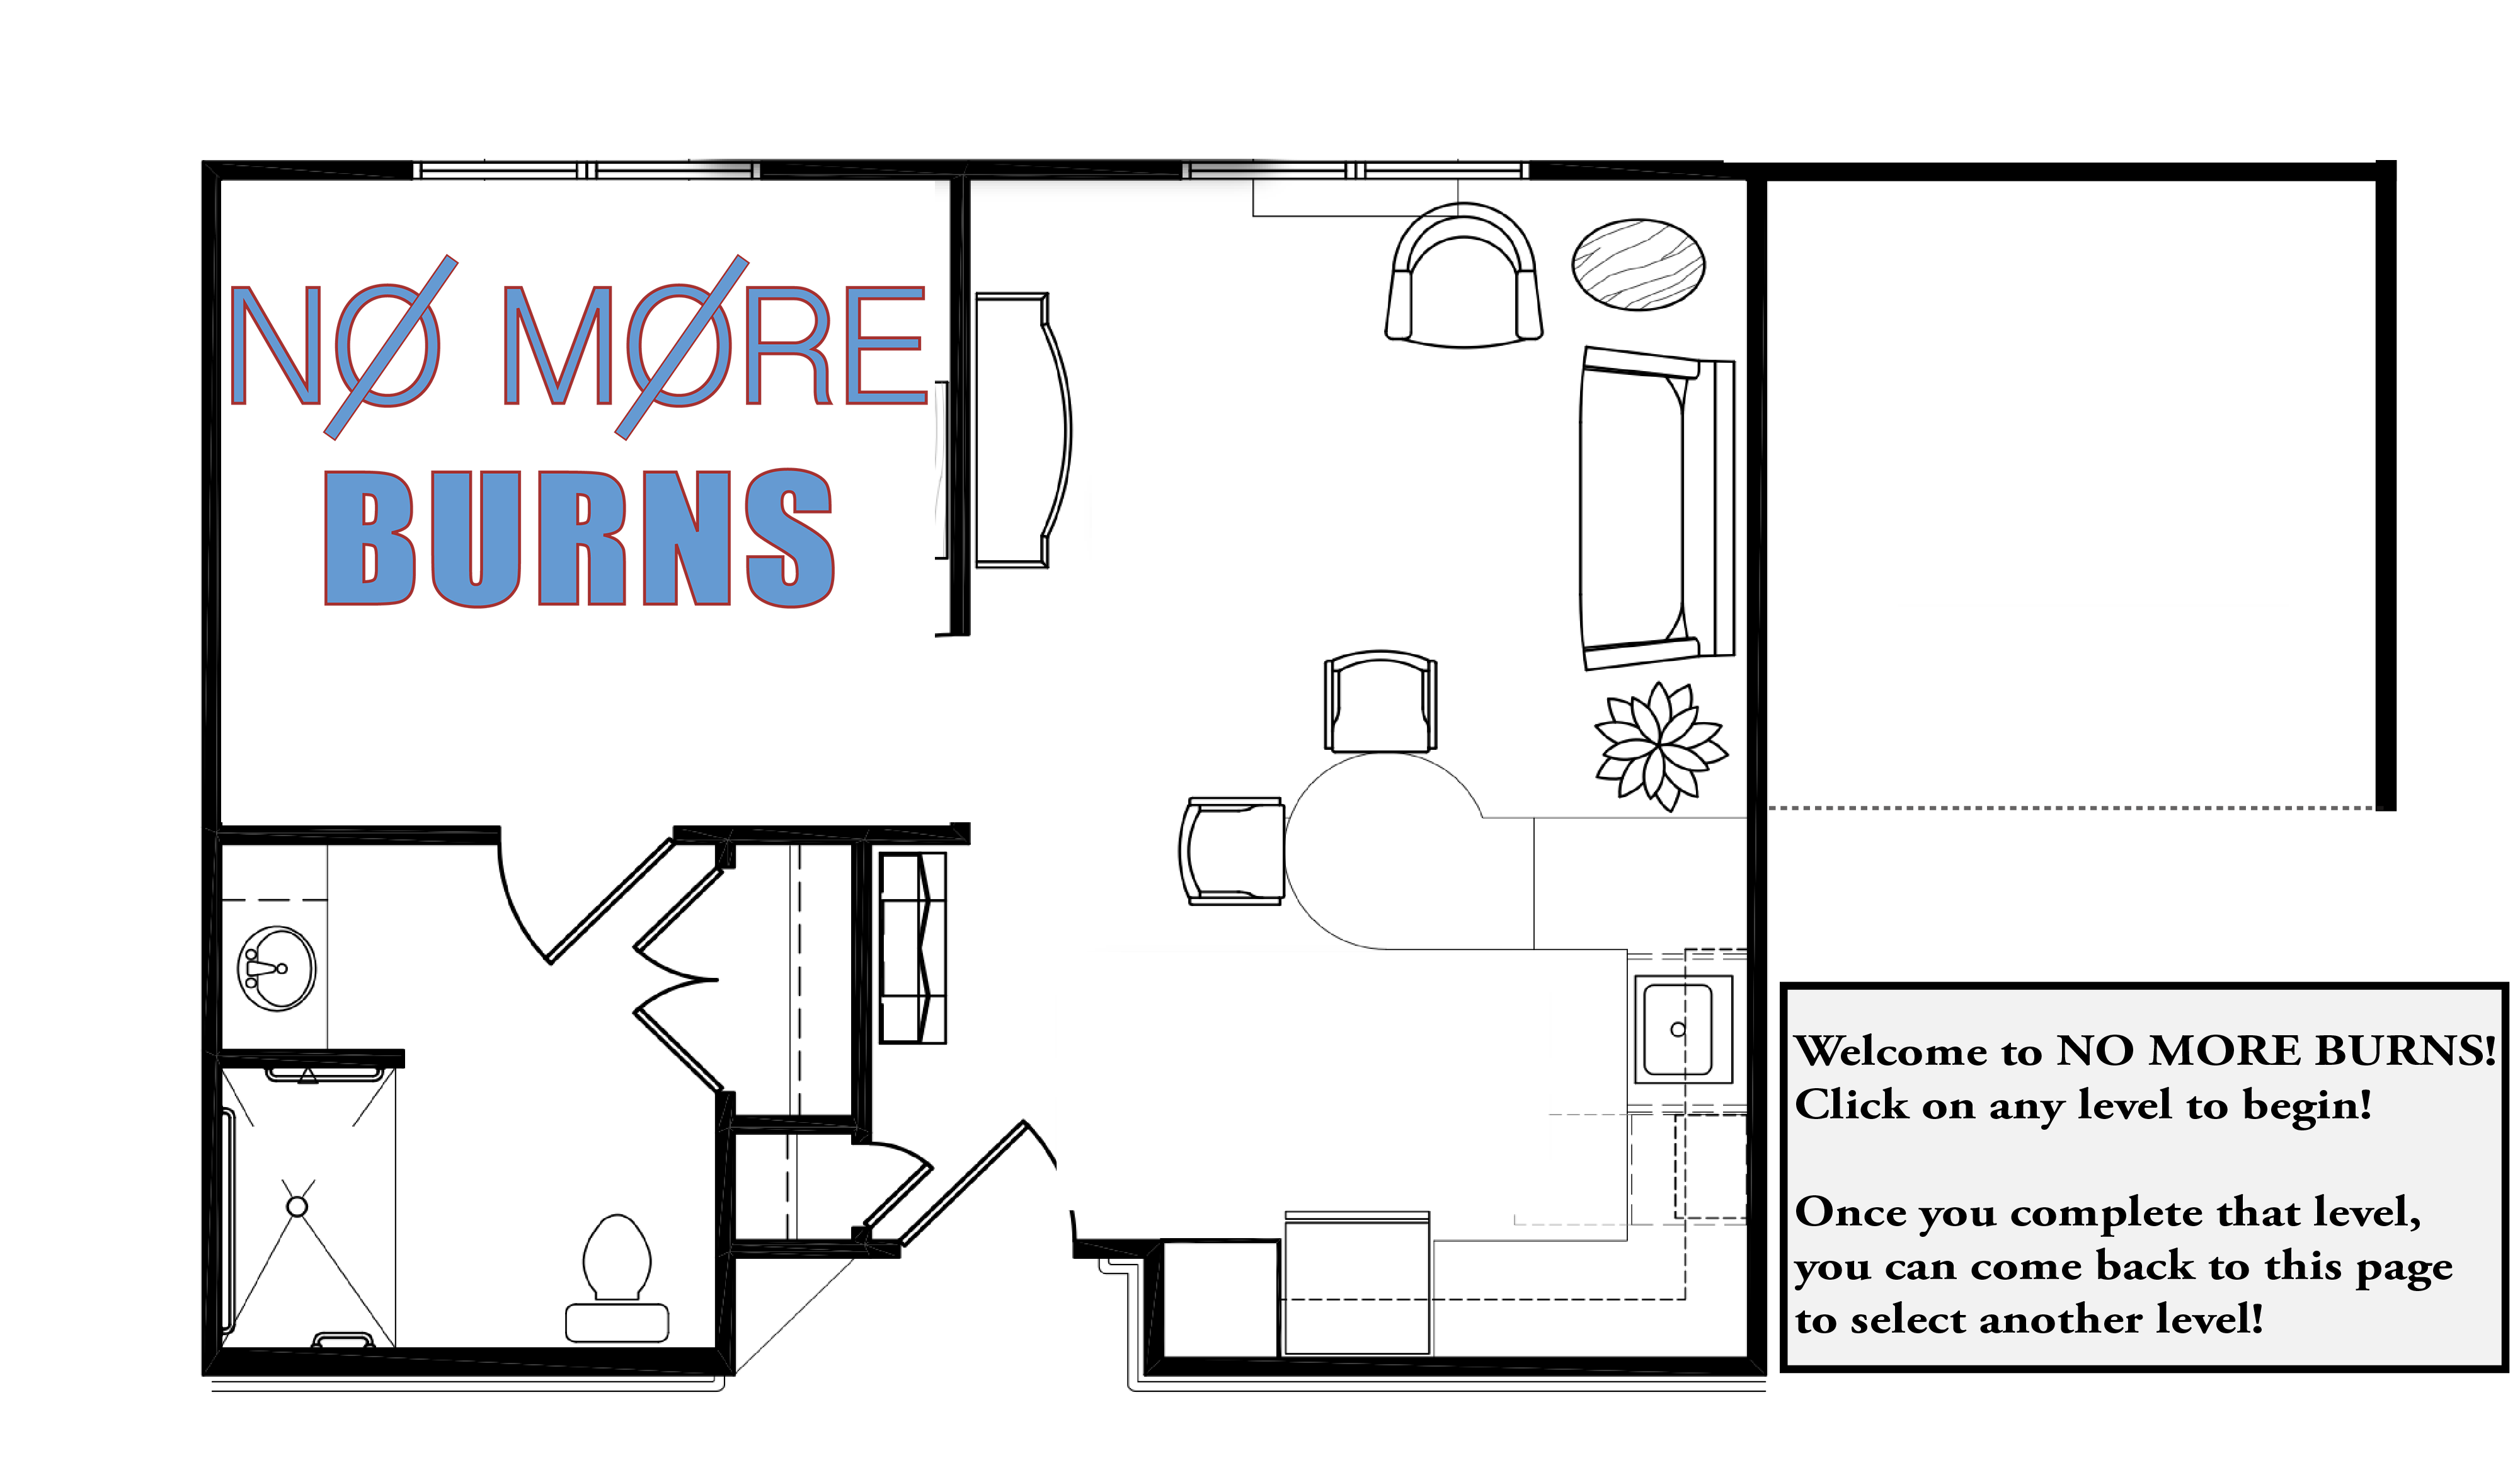 NØ MØRE
BURNS
Welcome to NO MORE BURNS!
Click on any level to begin!
Once you complete that level,
you can come back to this page
to select another level!